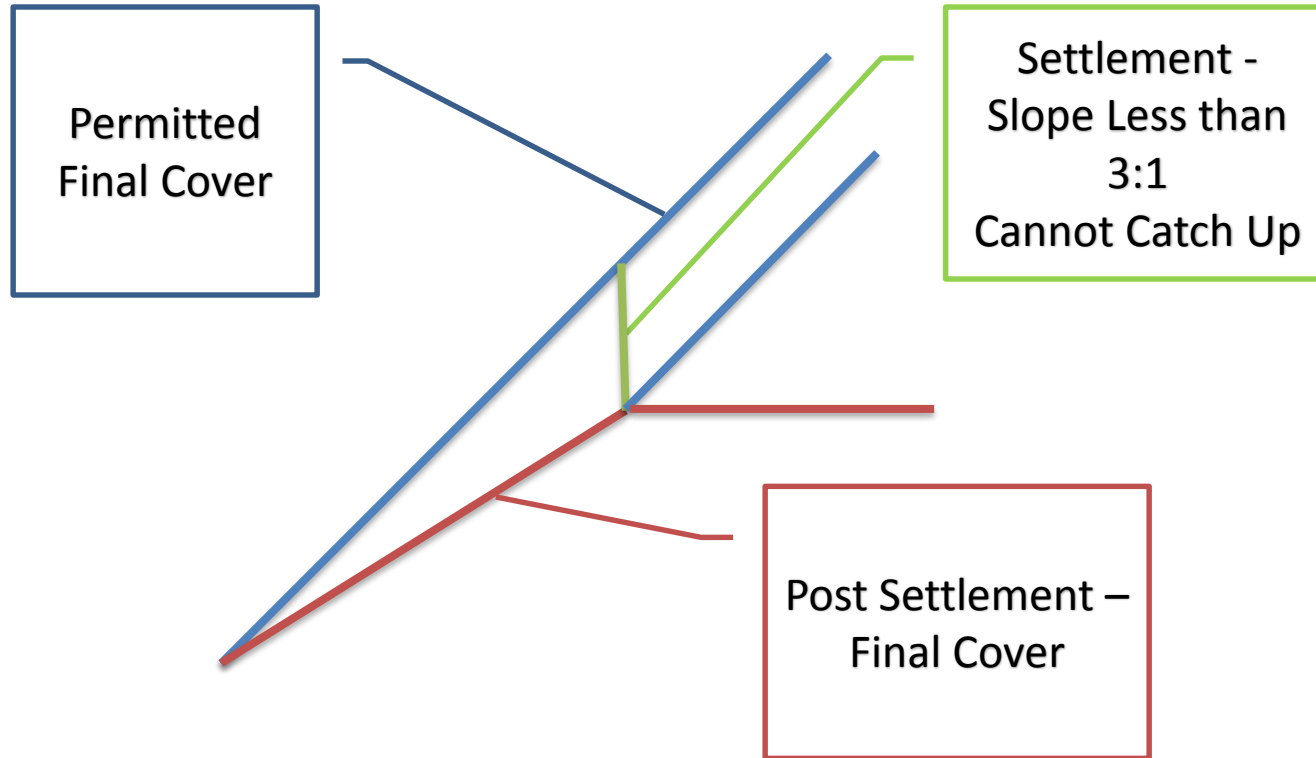 Permitted
Final Cover
Settlement -
Slope Less than
3:1
Cannot Catch Up
Post Settlement –
Final Cover